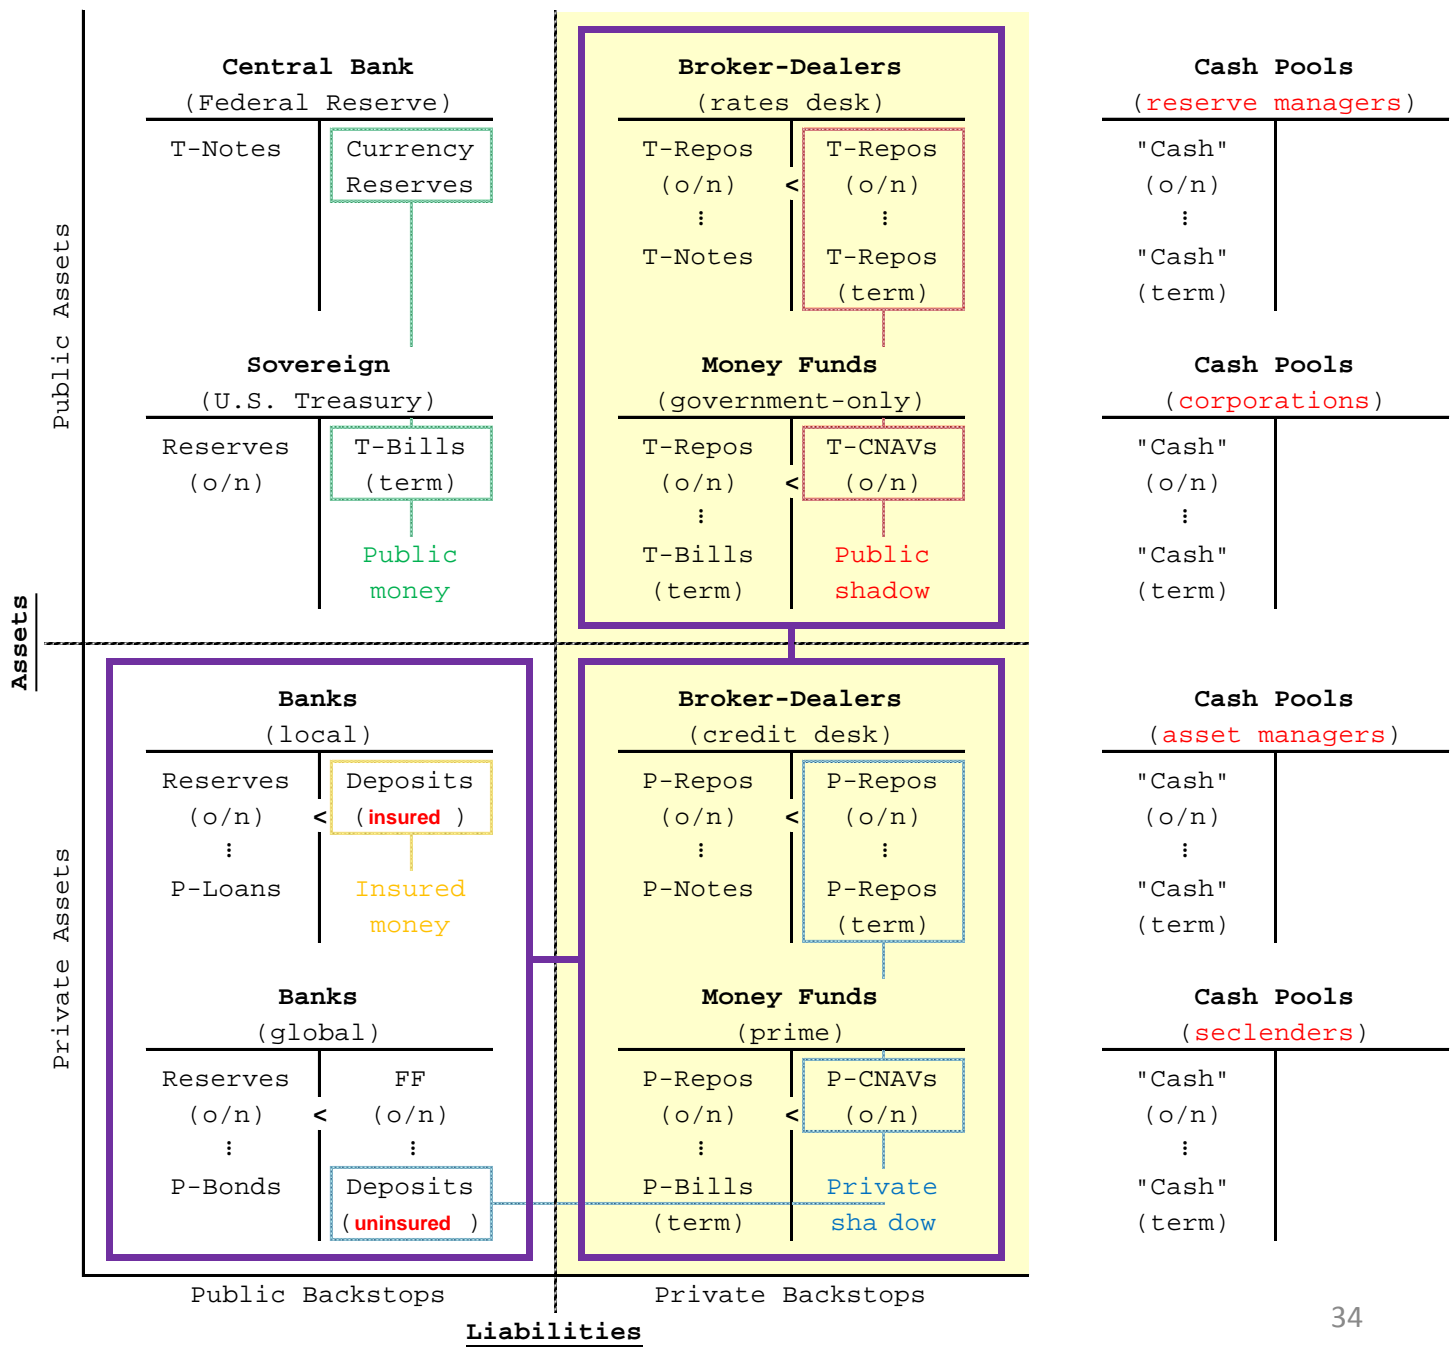 Central Bank
(Federal Reserve)
T-Notes
Currency
Reserves
Broker-Dealers
(rates desk)
T-Repos
(o/n)
⋮
T-Notes
<
T-Repos
(o/n)
⋮
T-Repos
(term)
Cash Pools
(reserve managers)
"Cash"
(o/n)
⋮
"Cash"
(term)
Public Assets
Sovereign
(U.S. Treasury)
Reserves
(o/n)
T-Bills
(term)
Public
money
Money Funds
(government-only)
T-Repos
(o/n)
⋮
T-Bills
(term)
<
T-CNAVs
(o/n)
Public
shadow
Cash Pools
(corporations)
"Cash"
(o/n)
⋮
"Cash"
(term)
Assets
Banks
(local)
Reserves
(o/n)
⋮
P-Loans
<
Deposits
(insured )
Insured
money
Broker-Dealers
(credit desk)
P-Repos
(o/n)
⋮
P-Notes
<
P-Repos
(o/n)
⋮
P-Repos
(term)
Cash Pools
(asset managers)
"Cash"
(o/n)
⋮
"Cash"
(term)
Private Assets
Banks
(global)
Reserves
(o/n)
⋮
P-Bonds
<
FF
(o/n)
⋮
Deposits
(uninsured )
Money Funds
(prime)
P-Repos
(o/n)
⋮
P-Bills
(term)
<
P-CNAVs
(o/n)
Private
sha dow
Cash Pools
(seclenders)
"Cash"
(o/n)
⋮
"Cash"
(term)
Public Backstops
Private Backstops
Liabilities
34